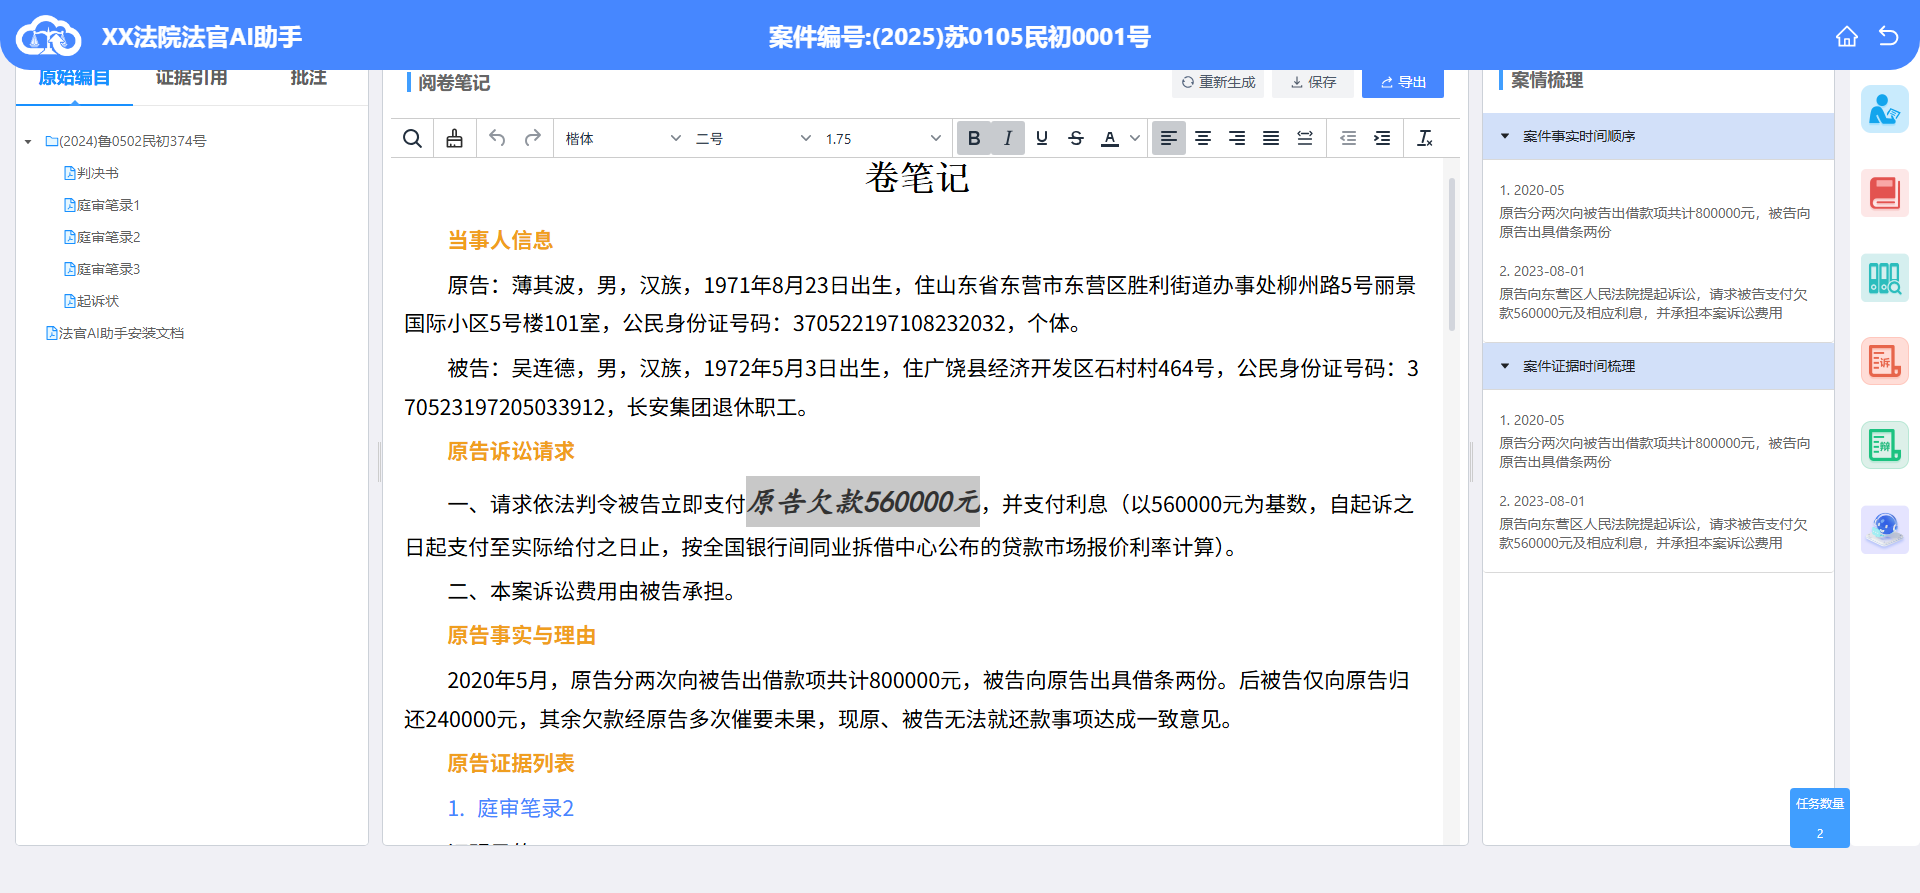 XX法院法官AI助手
案件编号:(2025)苏0105民初0001号
原始编目
证据引用
批注
(2024)鲁0502民初374号
判决书
庭审笔录1
庭审笔录2
庭审笔录3
起诉状
法官AI助手安装文档
阅卷笔记
重新生成
保存
导出
楷体
二号
1.75
卷笔记
当事人信息
原告：薄其波，男，汉族，1971年8月23日出生，住山东省东营市东营区胜利街道办事处柳州路5号丽景
国际小区5号楼101室，公民身份证号码：370522197108232032，个体。
被告：吴连德，男，汉族，1972年5月3日出生，住广饶县经济开发区石村村464号，公民身份证号码：3
70523197205033912，长安集团退休职工。
原告诉讼请求
一、请求依法判令被告立即支付原告欠款560000元，并支付利息（以560000元为基数，自起诉之
日起支付至实际给付之日止，按全国银行间同业拆借中心公布的贷款市场报价利率计算）。
二、本案诉讼费用由被告承担。
原告事实与理由
2020年5月，原告分两次向被告出借款项共计800000元，被告向原告出具借条两份。后被告仅向原告归
还240000元，其余欠款经原告多次催要未果，现原、被告无法就还款事项达成一致意见。
原告证据列表
1. 庭审笔录2
案情梳理
案件事实时间顺序
1. 2020-05
原告分两次向被告出借款项共计800000元，被告向
原告出具借条两份
2. 2023-08-01
原告向东营区人民法院提起诉讼，请求被告支付欠
款560000元及相应利息，并承担本案诉讼费用
案件证据时间梳理
1. 2020-05
原告分两次向被告出借款项共计800000元，被告向
原告出具借条两份
2. 2023-08-01
原告向东营区人民法院提起诉讼，请求被告支付欠
款560000元及相应利息，并承担本案诉讼费用
诉
辩
任务数量
2